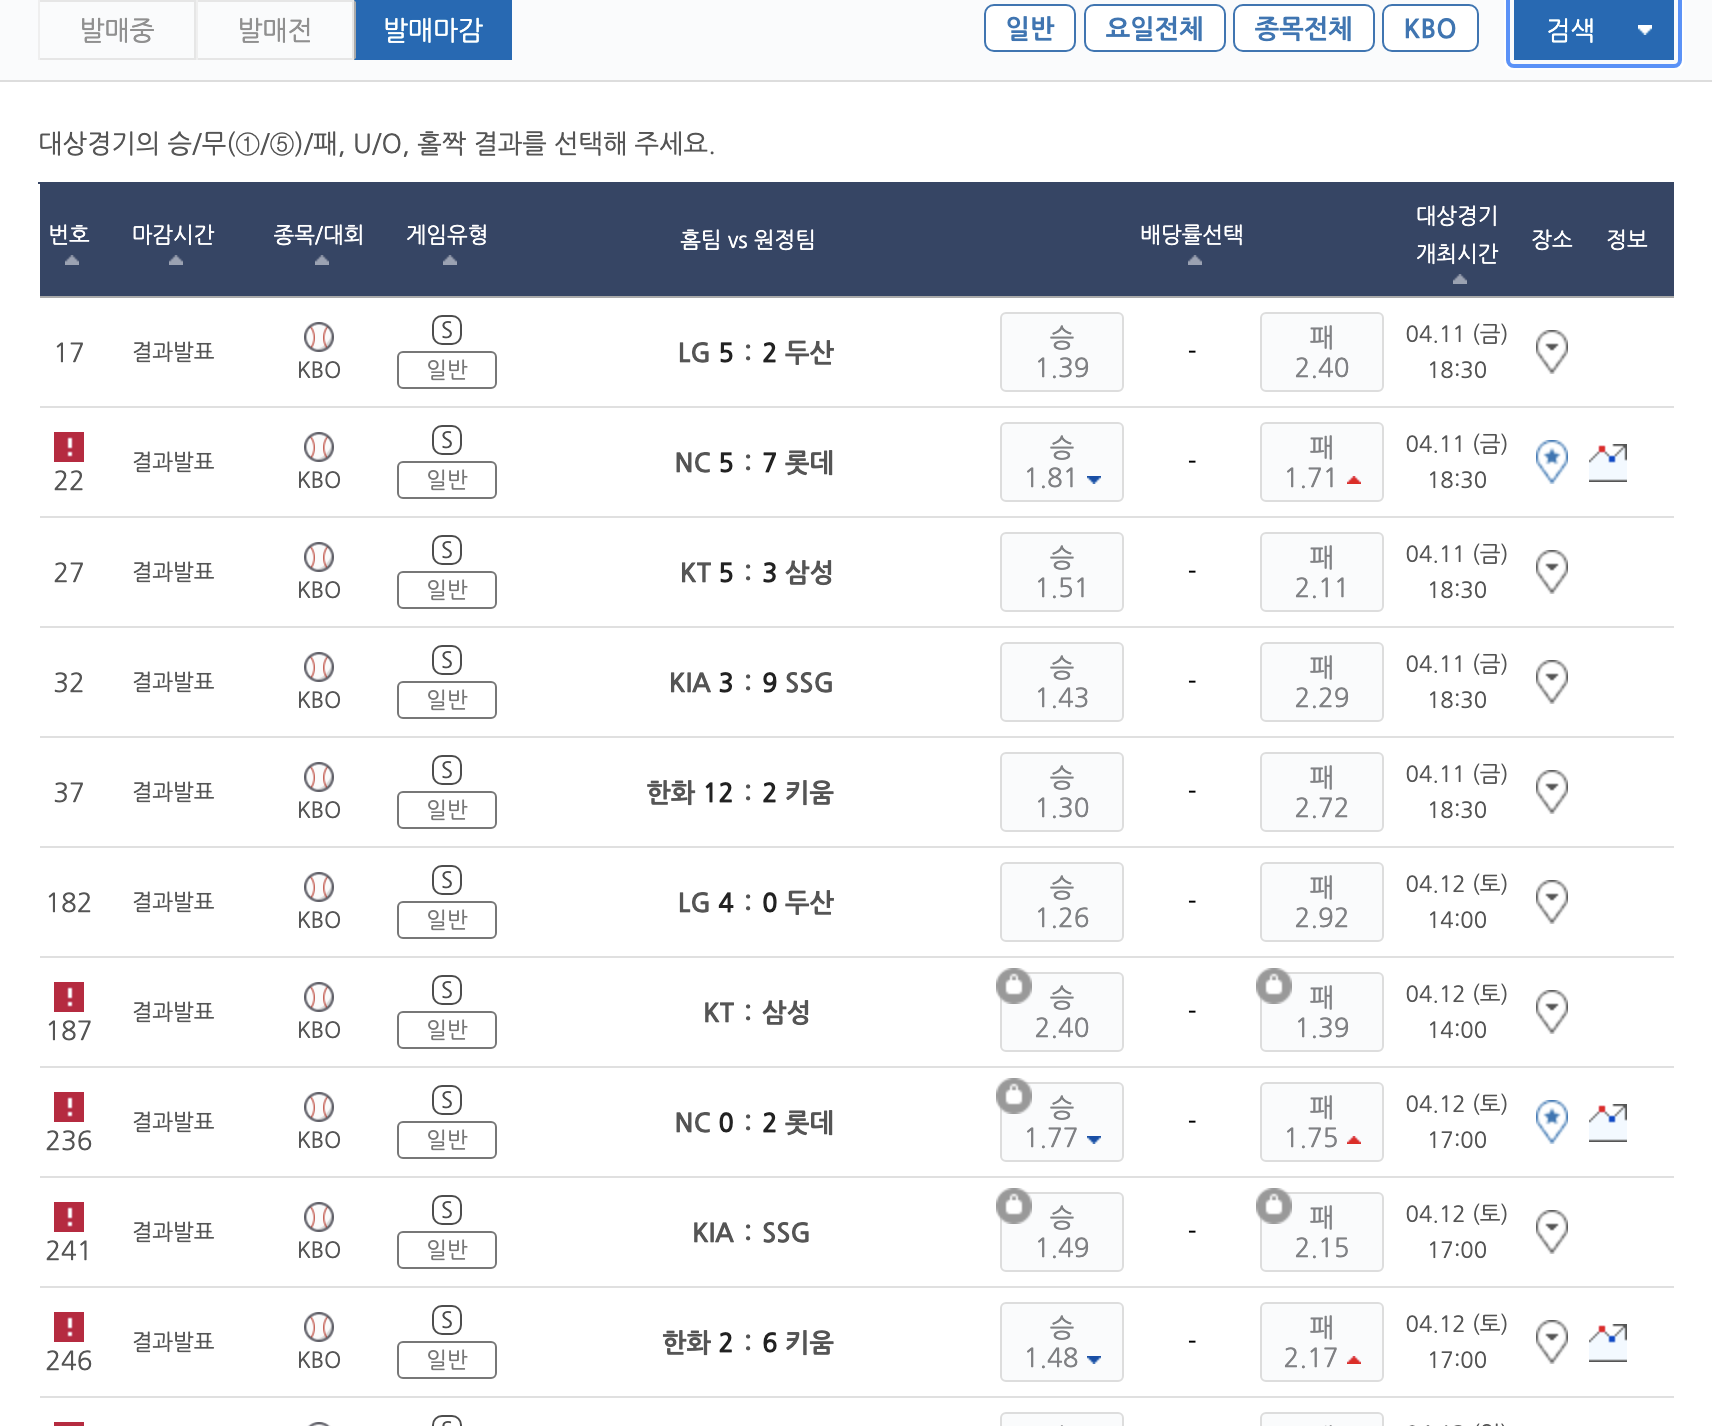 발매중 발매전 발매마감 일반 요일전체 종목전체 KBO 검색
대상경기의 승/무(①/⑤)/패, U/O, 홀짝 결과를 선택해 주세요.
번호 마감시간 종목/대회 게임유형 홈팀 vs 원정팀 배당률선택 대상경기 개최시간 장소 정보
17 결과발표 KBO S 일반 LG 5 : 2 두산 승 1.39 - 패 2.40 04.11 (금) 18:30
22 결과발표 KBO S 일반 NC 5 : 7 롯데 승 1.81 - 패 1.71 04.11 (금) 18:30
27 결과발표 KBO S 일반 KT 5 : 3 삼성 승 1.51 - 패 2.11 04.11 (금) 18:30
32 결과발표 KBO S 일반 KIA 3 : 9 SSG 승 1.43 - 패 2.29 04.11 (금) 18:30
37 결과발표 KBO S 일반 한화 12 : 2 키움 승 1.30 - 패 2.72 04.11 (금) 18:30
182 결과발표 KBO S 일반 LG 4 : 0 두산 승 1.26 - 패 2.92 04.12 (토) 14:00
187 결과발표 KBO S 일반 KT : 삼성 승 2.40 - 패 1.39 04.12 (토) 14:00
236 결과발표 KBO S 일반 NC 0 : 2 롯데 승 1.77 - 패 1.75 04.12 (토) 17:00
241 결과발표 KBO S 일반 KIA : SSG 승 1.49 - 패 2.15 04.12 (토) 17:00
246 결과발표 KBO S 일반 한화 2 : 6 키움 승 1.48 - 패 2.17 04.12 (토) 17:00